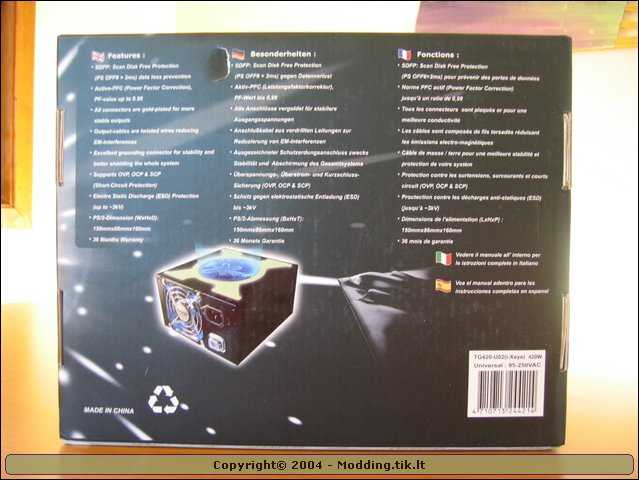 Features :
• SDFP: Scan Disk Free Protection
(PS OFF# > 3ms) data loss prevention
• Active-PFC (Power Factor Correction),
PF-value up to 0.99
• All connectors are gold-plated for more
stable outputs
• Output-cables are twisted wires reducing
EM-Interferences
• Excellent grounding connector for stability and
better shielding the whole system
• Supports OVP, OCP & SCP
(Short-Circuit Protection)
• Electro Static Discharge (ESD) Protection
(up to ~3kV)
• PS/2-Dimension (WxHxD):
150mmx86mmx160mm
• 36 Months Warranty
Besonderheiten :
• SDFP: Scan Disk Free Protection
(PS OFF# > 3ms) gegen Datenverlust
• Aktiv-PFC (Leistungsfaktorkorrektur),
PF-Wert bis 0,99
• Alle Anschlüsse vergoldet für stabilere
Ausgangsspannungen
• Anschlußkabel aus verdrillten Leitungen zur
Reduzierung von EM-Interferenzen
• Ausgezeichneter Schutzerdungsanschluss zwecks
Stabilität und Abschirmung des Gesamtsystems
• Überspannungs-, Überstrom- und Kurzschluss-
Sicherung (OVP, OCP & SCP)
• Schutz gegen elektrostatische Entladung (ESD)
bis ~3kV
• PS/2-Abmessung (BxHxT):
150mmx86mmx160mm
• 36 Monate Garantie
Fonctions :
• SDFP: Scan Disk Free Protection
(PS OFF#>3ms) pour prévenir des pertes de données
• Norme PFC actif (Power Factor Correction),
jusqu'à un ratio de 0,99
• Tous les connecteurs sont plaqués or pour une
meilleure conductivité
• Les câbles sont composés de fils torsadés réduisant
les émissions electro-magnétiques
• Câble de masse / terre pour une meilleure stabilité et
protection de votre system
• Protection contre les surtensions, surcourants et courts
circuit (OVP, OCP & SCP)
• Proctection contre les décharges anti-statiques (ESD)
(jusqu'à ~3kV)
• Dimensions de l'alimentation (LxHxP) :
150mmx86mmx160mm
• 36 mois de garantie
Vedere il manuale all' interno per
le istruzioni complete in Italiano
Vea el manual adentro para las
instrucciones completas en espanol
TG420-U02(i-Xeye) 420W
Universal : 95-250VAC
4710713244214
MADE IN CHINA
Copyright© 2004 - Modding.tik.lt